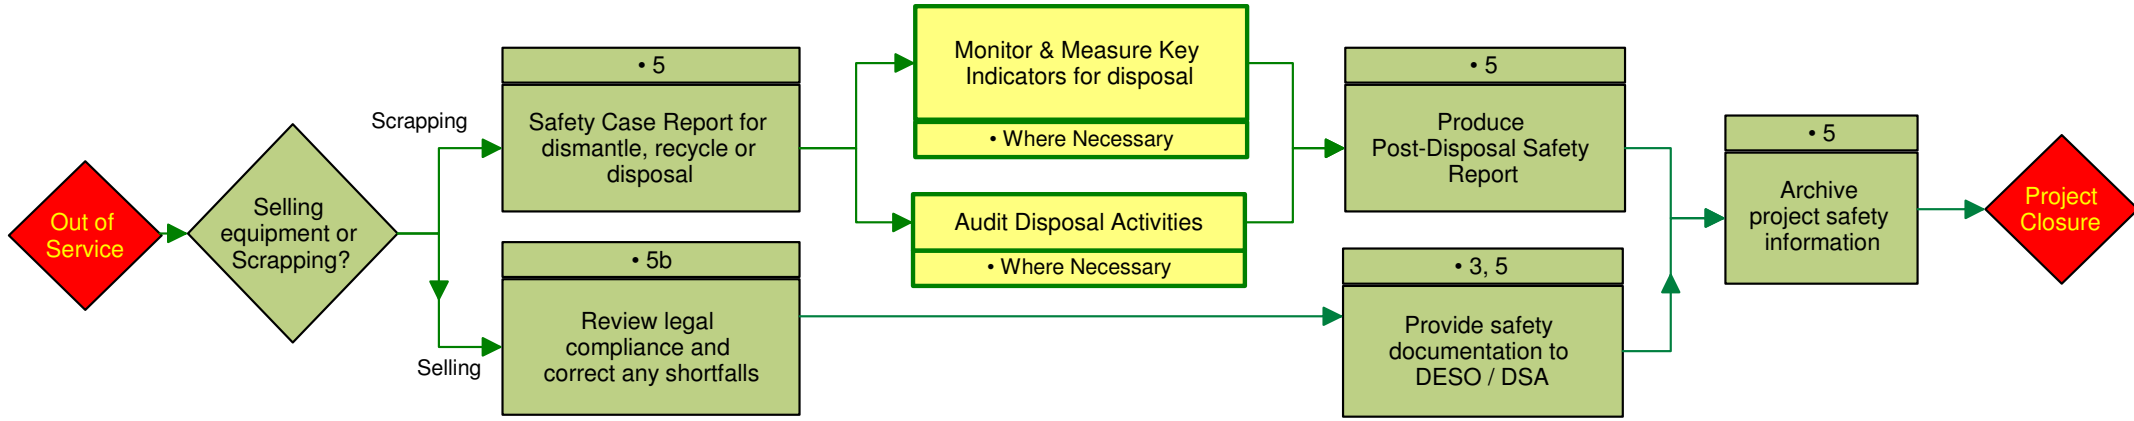 Out of
Service
Selling
equipment or
Scrapping?
Scrapping
Selling
• 5
Safety Case Report for
dismantle, recycle or
disposal
• 5b
Review legal
compliance and
correct any shortfalls
Monitor & Measure Key
Indicators for disposal
• Where Necessary
Audit Disposal Activities
• Where Necessary
• 5
Produce
Post-Disposal Safety
Report
• 3, 5
Provide safety
documentation to
DESO / DSA
• 5
Archive
project safety
information
Project
Closure